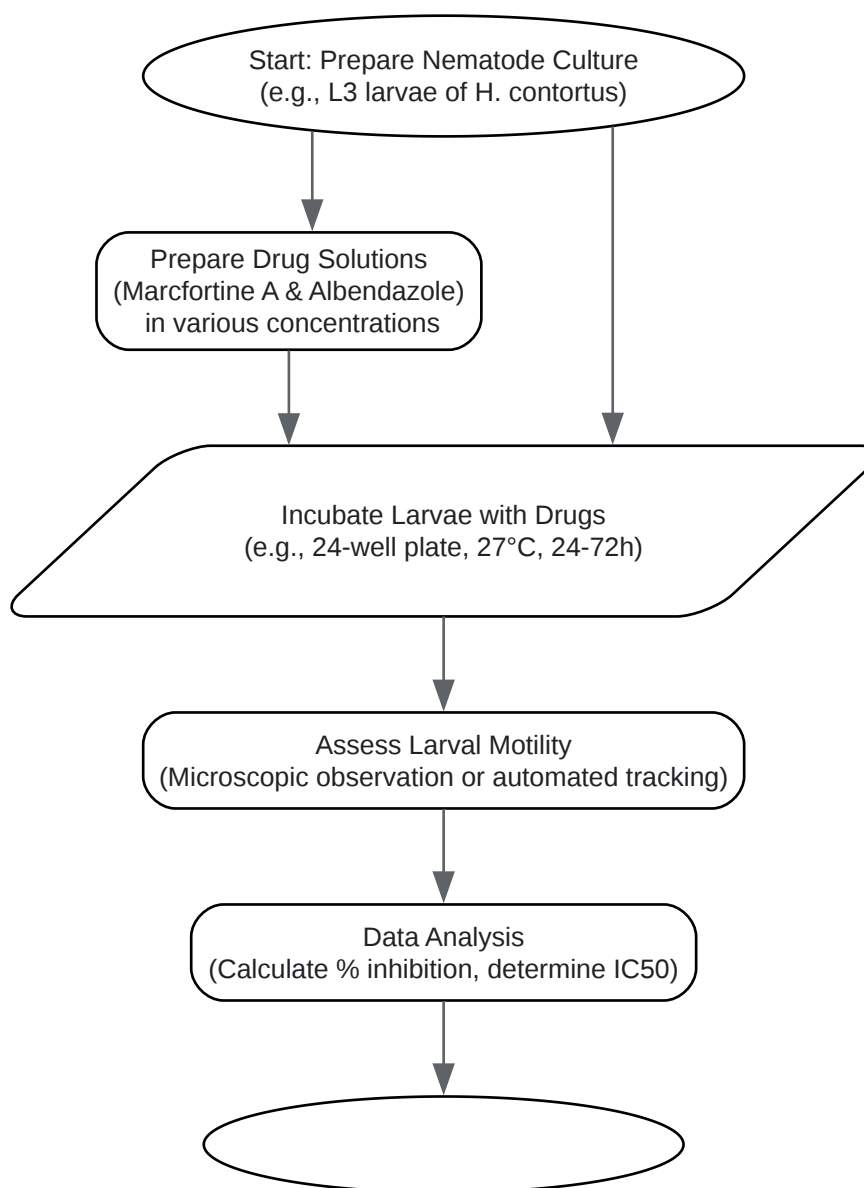 Start: Prepare Nematode Culture
(e.g., L3 larvae of H. contortus)
Prepare Drug Solutions
(Marcfortine A & Albendazole)
in various concentrations
Incubate Larvae with Drugs
(e.g., 24-well plate, 27°C, 24-72h)
Assess Larval Motility
(Microscopic observation or automated tracking)
Data Analysis
(Calculate % inhibition, determine IC50)